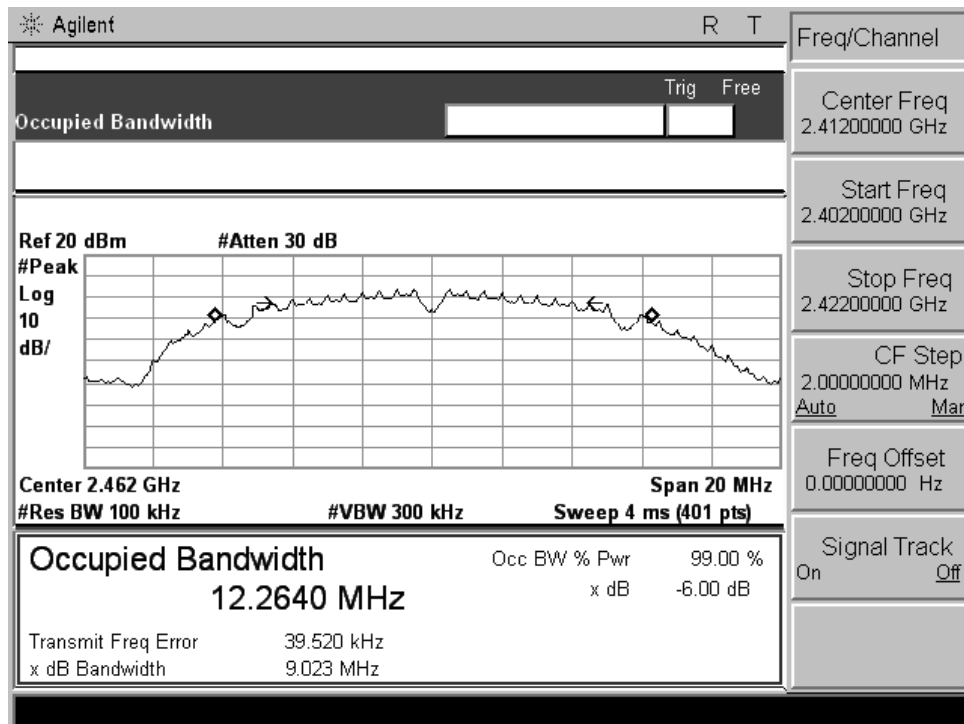 Agilent R T
Occupied Bandwidth
Trig Free
Ref 20 dBm #Atten 30 dB
#Peak
Log
10
dB/
Center 2.462 GHz Span 20 MHz
#Res BW 100 kHz #VBW 300 kHz Sweep 4 ms (401 pts)
Occupied Bandwidth
12.2640 MHz
Occ BW % Pwr 99.00 %
x dB -6.00 dB
Transmit Freq Error 39.520 kHz
x dB Bandwidth 9.023 MHz
Freq/Channel
Center Freq
2.41200000 GHz
Start Freq
2.40200000 GHz
Stop Freq
2.42200000 GHz
CF Step
2.00000000 MHz
Auto Mar
Freq Offset
0.00000000 Hz
Signal Track
On Off